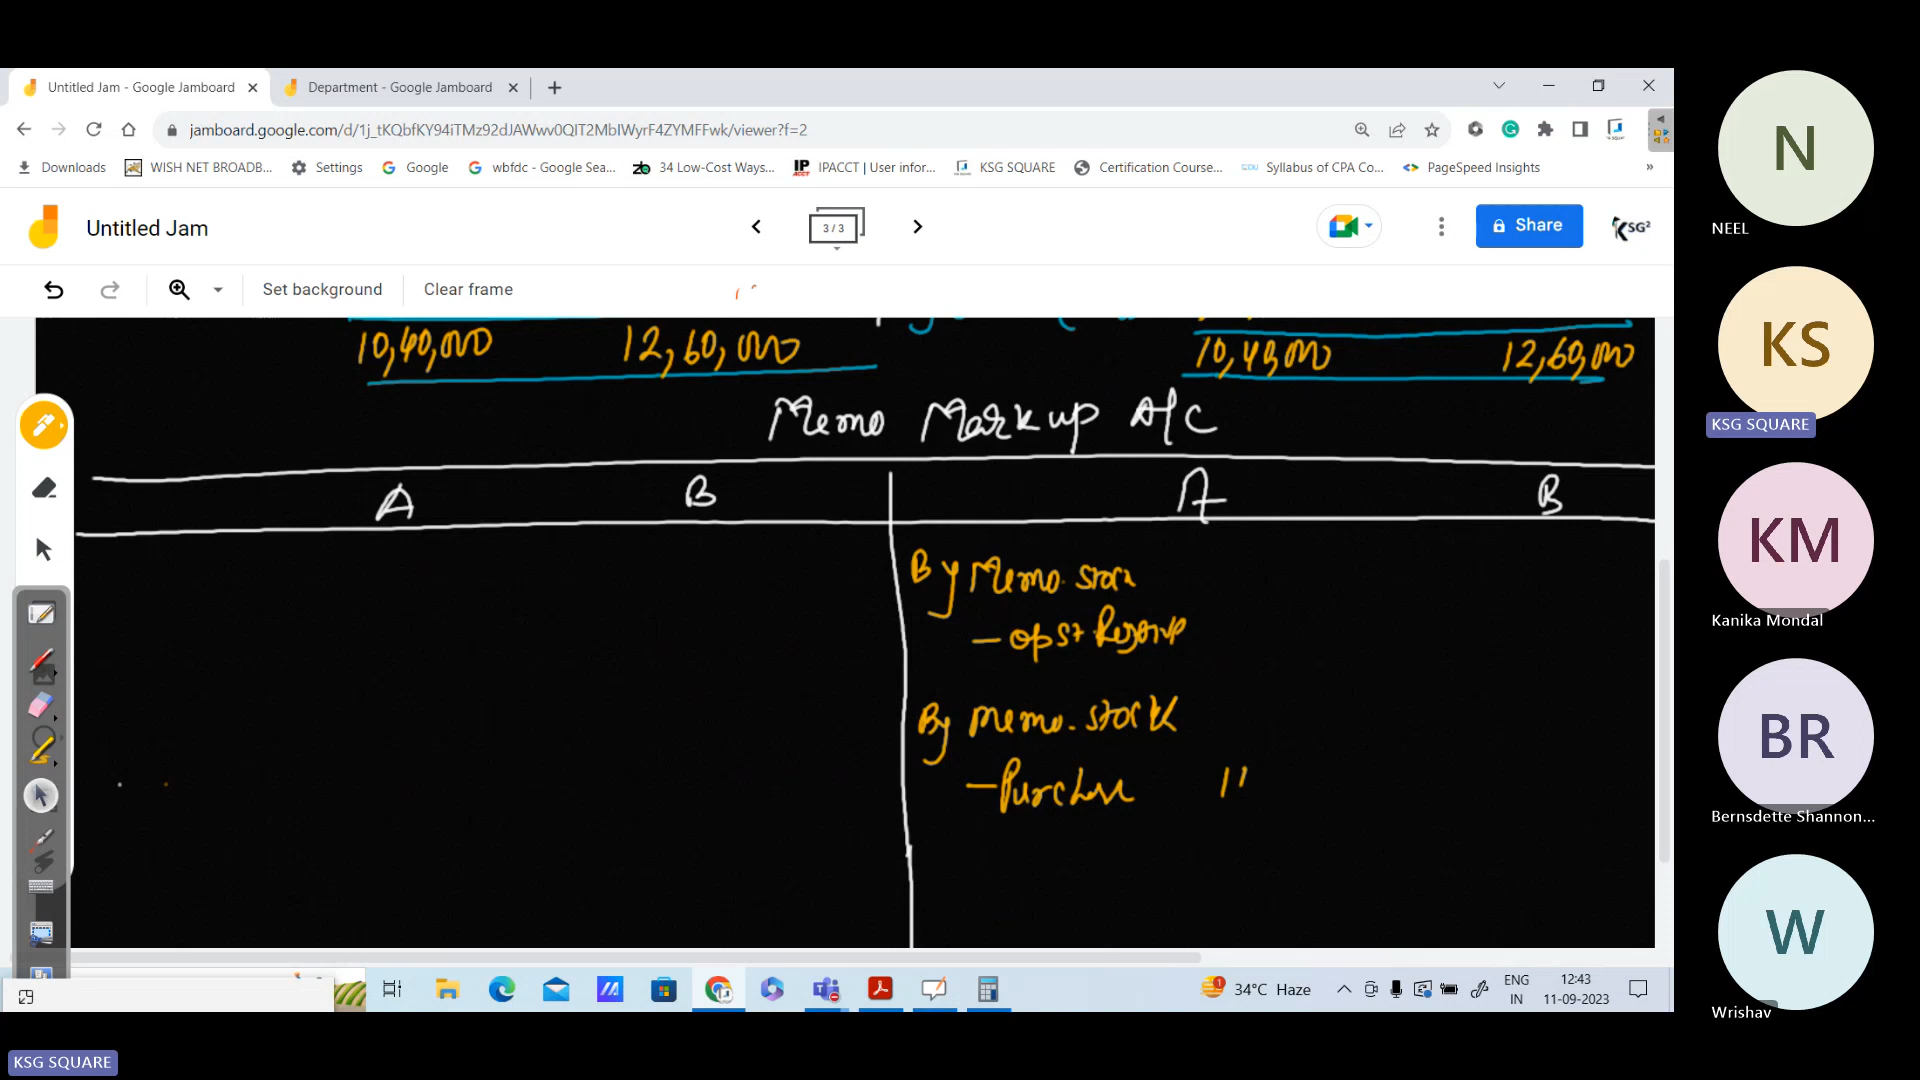 Untitled Jam - Google Jamboard
Department - Google Jamboard
jamboard.google.com/d/1j_tKQbfKY94iTMz92dJAWwv0QIT2MbIWyrF4ZYMFFwk/viewer?f=2
Downloads
WISH NET BROADB...
Settings
Google
wbfdc - Google Sea...
34 Low-Cost Ways...
IPACCT | User infor...
KSG SQUARE
Certification Course...
Syllabus of CPA Co...
PageSpeed Insights
»
Untitled Jam
3 / 3
Share
KSG²
Set background
Clear frame
10,40,000 12,60,000 10,40,000 12,60,000
Memo Markup A/C
A B A B
By Memo. Stock
- op st
By Memo. Stock
- Purchase 11
34°C Haze
ENG
IN
12:43
11-09-2023
N
NEEL
KS
KSG SQUARE
KM
Kanika Mondal
BR
Bernsdette Shannon...
W
Wrishav
KSG SQUARE